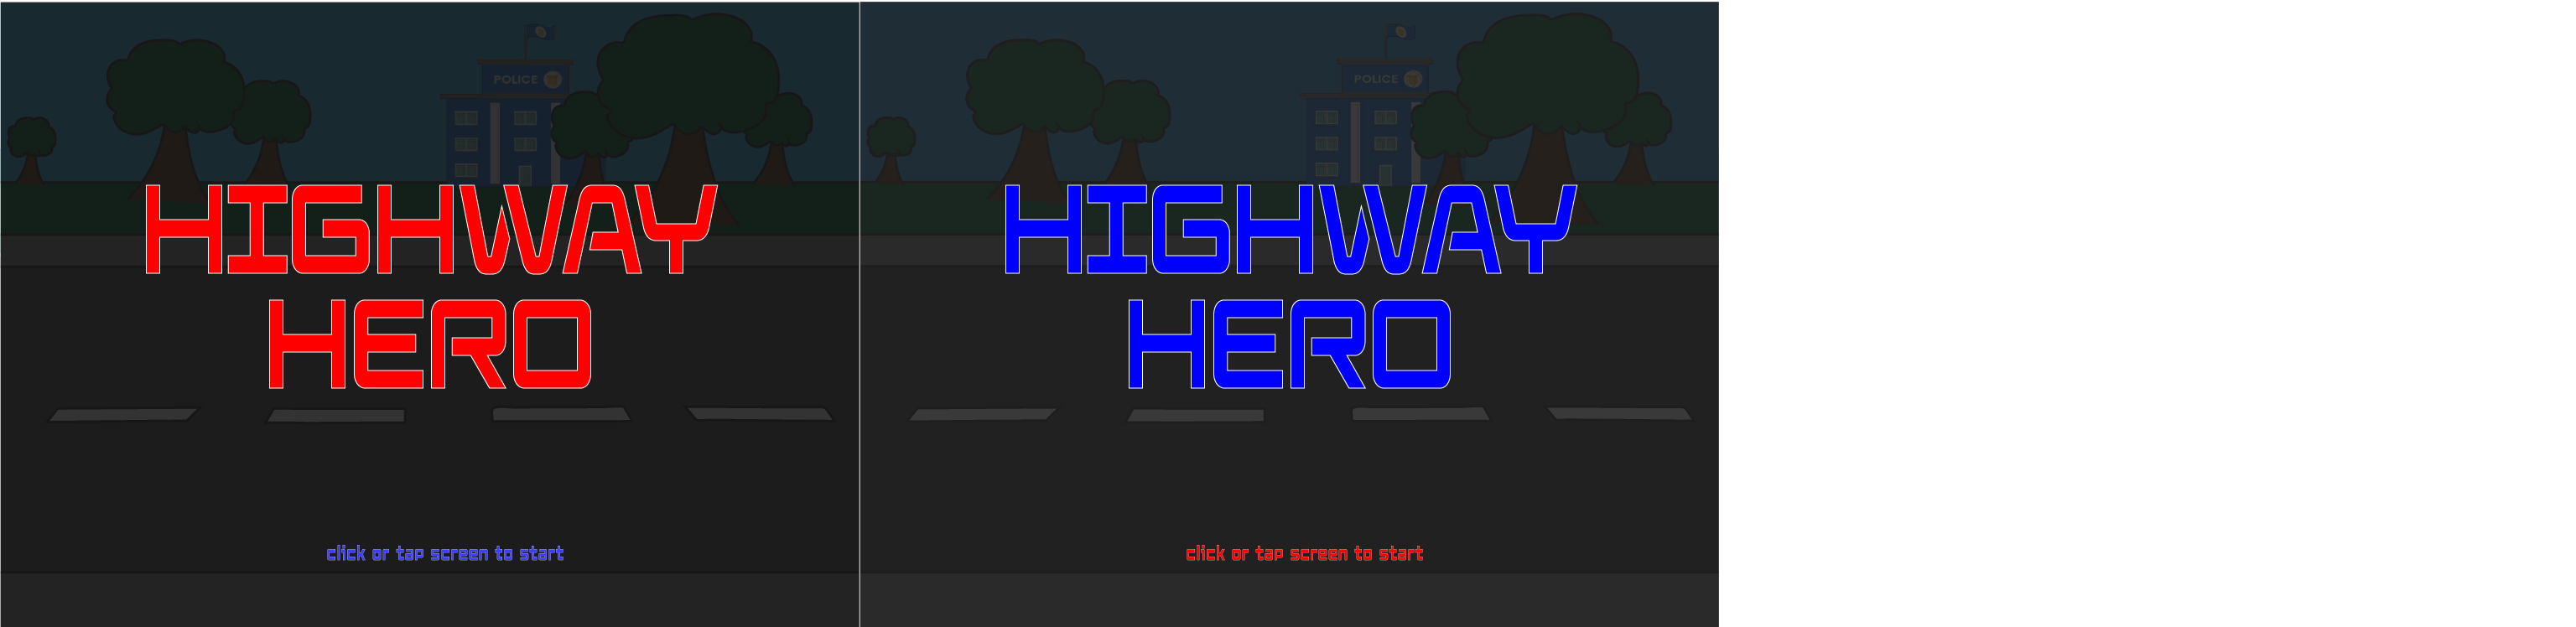 POLICE
HIGHWAY
HERO
click or tap screen to start
POLICE
HIGHWAY
HERO
click or tap screen to start